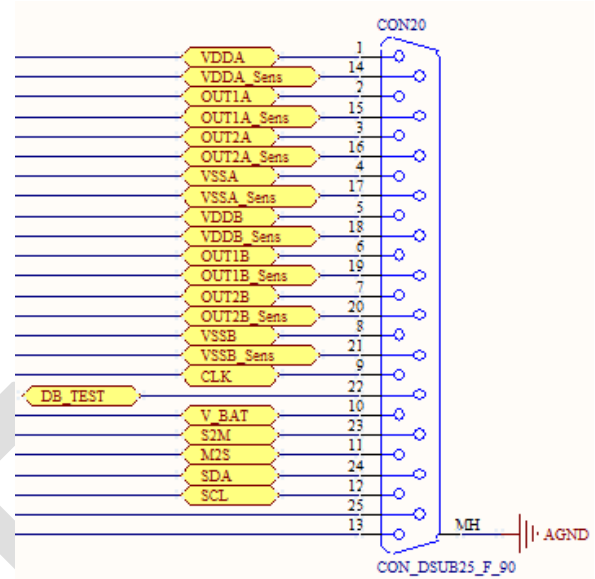 CON20
VDDA 1
VDDA_Sens 14
OUT1A 2
OUT1A_Sens 15
OUT2A 3
OUT2A_Sens 16
VSSA 4
VSSA_Sens 17
VDDB 5
VDDB_Sens 18
OUT1B 6
OUT1B_Sens 19
OUT2B 7
OUT2B_Sens 20
VSSB 8
VSSB_Sens 21
CLK 9
DB_TEST 22
V_BAT 10
S2M 23
M2S 11
SDA 24
SCL 12
25
13 MH AGND
CON_DSUB25_F_90